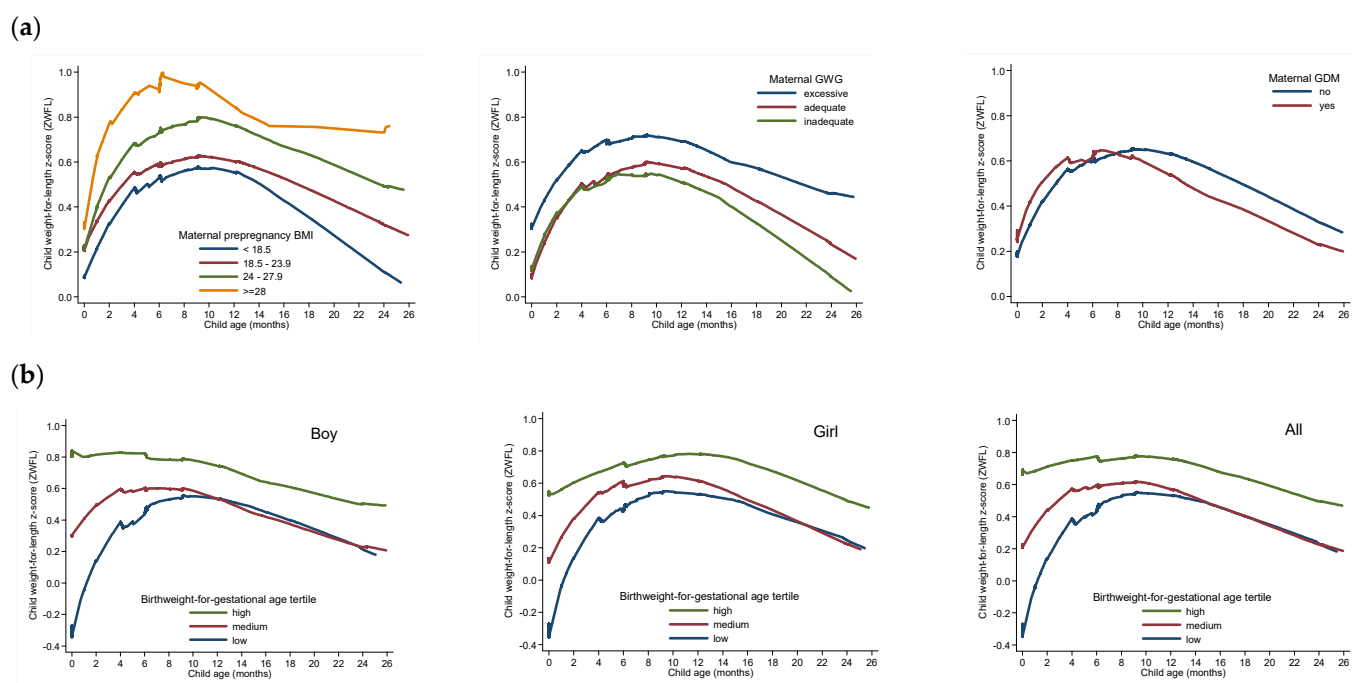 (a)
Child weight-for-length z-score (ZWFL)
1.0
0.8
0.6
0.4
0.2
0.0
Maternal prepregnancy BMI
< 18.5
18.5 - 23.9
24 - 27.9
>=28
0 2 4 6 8 10 12 14 16 18 20 22 24 26
Child age (months)
Child weight-for-length z-score (ZWFL)
1.0
0.8
0.6
0.4
0.2
0.0
Maternal GWG
excessive
adequate
inadequate
0 2 4 6 8 10 12 14 16 18 20 22 24 26
Child age (months)
Child weight-for-length z-score (ZWFL)
1.0
0.8
0.6
0.4
0.2
0.0
Maternal GDM
no
yes
0 2 4 6 8 10 12 14 16 18 20 22 24 26
Child age (months)
(b)
Child weight-for-length z-score (ZWFL)
1.0
0.8
0.6
0.4
0.2
0.0
-0.2
-0.4
Boy
Birthweight-for-gestational age tertile
high
medium
low
0 2 4 6 8 10 12 14 16 18 20 22 24 26
Child age (months)
Child weight-for-length z-score (ZWFL)
1.0
0.8
0.6
0.4
0.2
0.0
-0.2
-0.4
Girl
Birthweight-for-gestational age tertile
high
medium
low
0 2 4 6 8 10 12 14 16 18 20 22 24 26
Child age (months)
Child weight-for-length z-score (ZWFL)
1.0
0.8
0.6
0.4
0.2
0.0
-0.2
-0.4
All
Birthweight-for-gestational age tertile
high
medium
low
0 2 4 6 8 10 12 14 16 18 20 22 24 26
Child age (months)